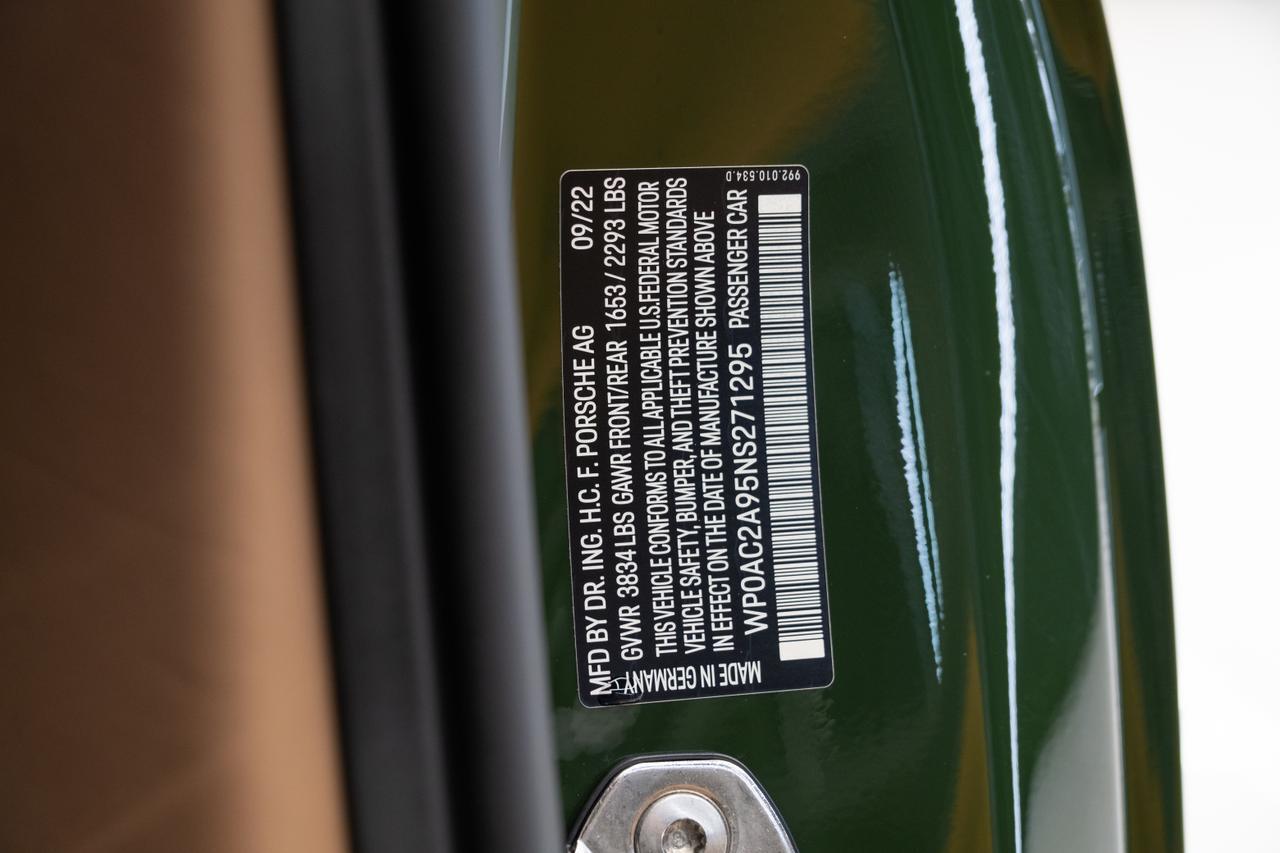 MFD BY DR. ING. H.C. F. PORSCHE AG 09/22
GVWR 3834 LBS GAWR FRONT/REAR 1653 / 2293 LBS
THIS VEHICLE CONFORMS TO ALL APPLICABLE U.S. FEDERAL MOTOR
VEHICLE SAFETY, BUMPER, AND THEFT PREVENTION STANDARDS
IN EFFECT ON THE DATE OF MANUFACTURE SHOWN ABOVE
WP0AC2A95NS271295 PASSENGER CAR
MADE IN GERMANY
992.010.534.D